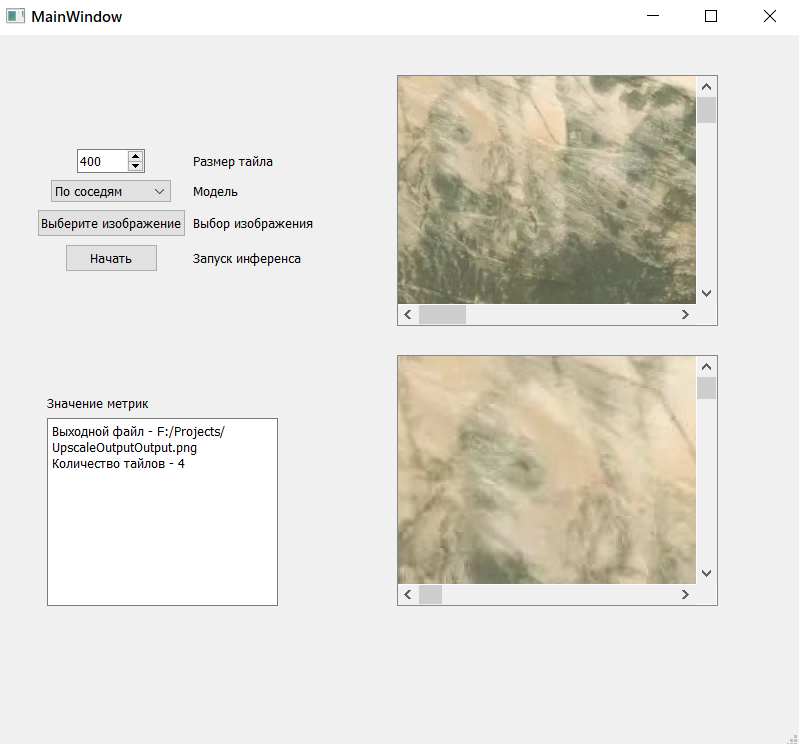 MainWindow
400
Размер тайла
По соседям
Модель
Выберите изображение
Выбор изображения
Начать
Запуск инференса
Значение метрик
Выходной файл - F:/Projects/
UpscaleOutputOutput.png
Количество тайлов - 4